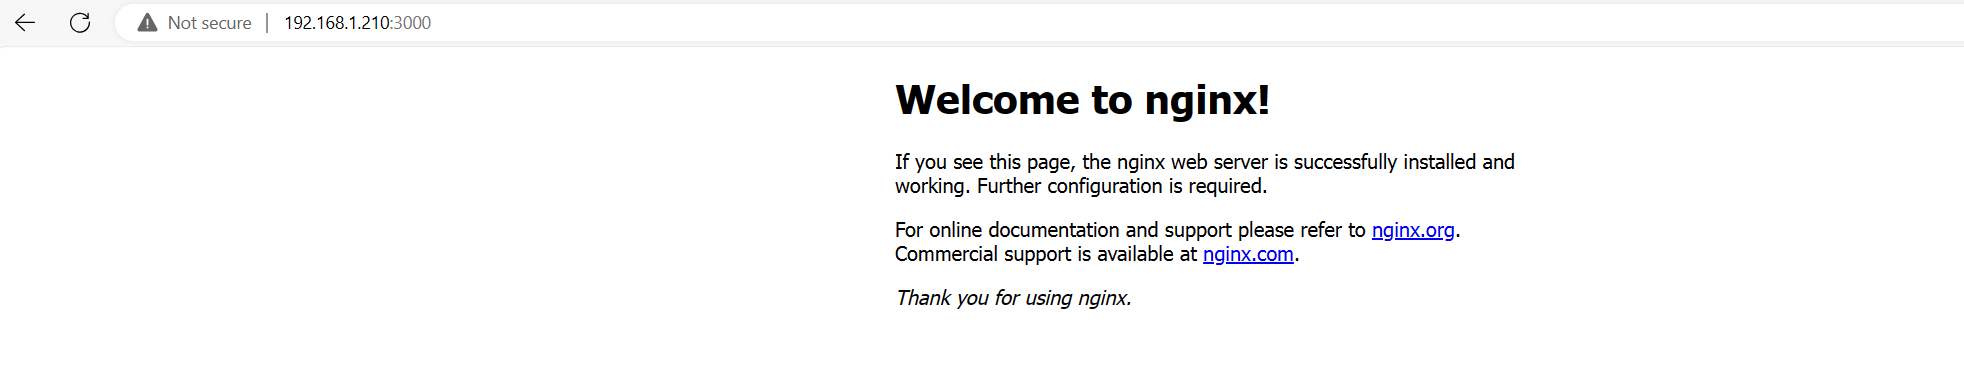 Not secure | 192.168.1.210:3000
Welcome to nginx!
If you see this page, the nginx web server is successfully installed and
working. Further configuration is required.
For online documentation and support please refer to nginx.org.
Commercial support is available at nginx.com.
Thank you for using nginx.